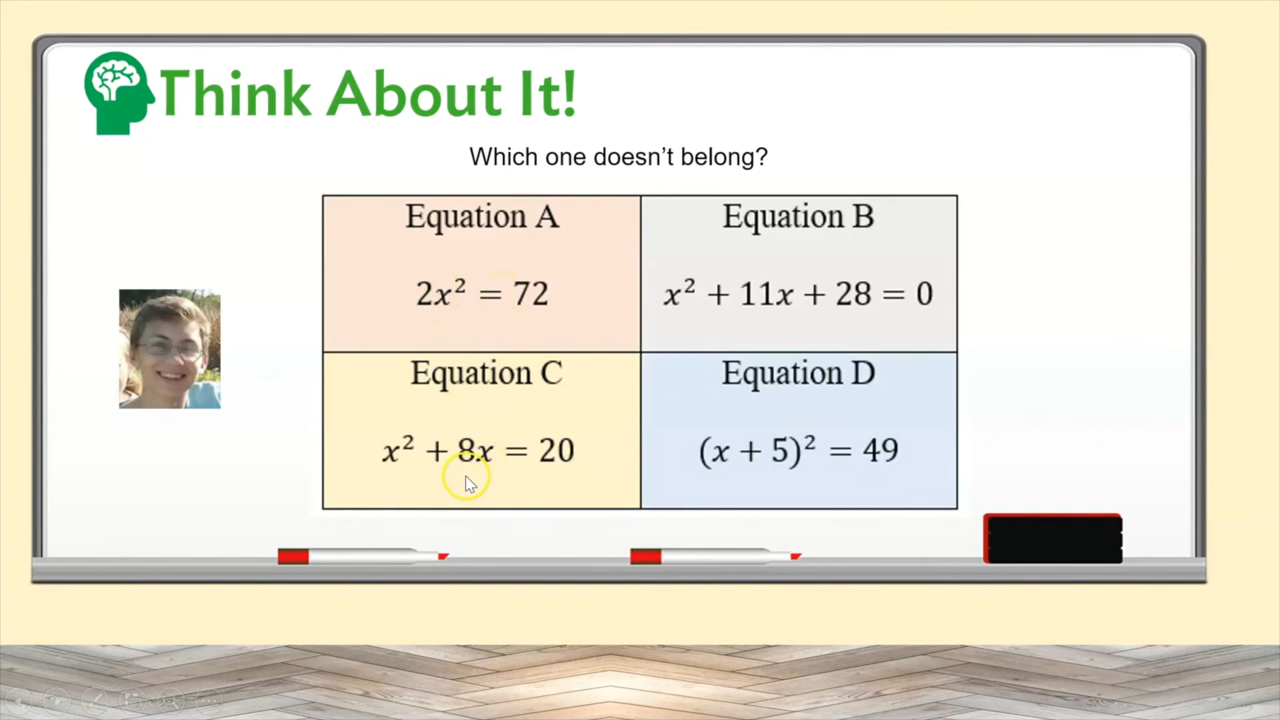 Think About It!
Which one doesn’t belong?
Equation A
2x² = 72
Equation B
x² + 11x + 28 = 0
Equation C
x² + 8x = 20
Equation D
(x + 5)² = 49